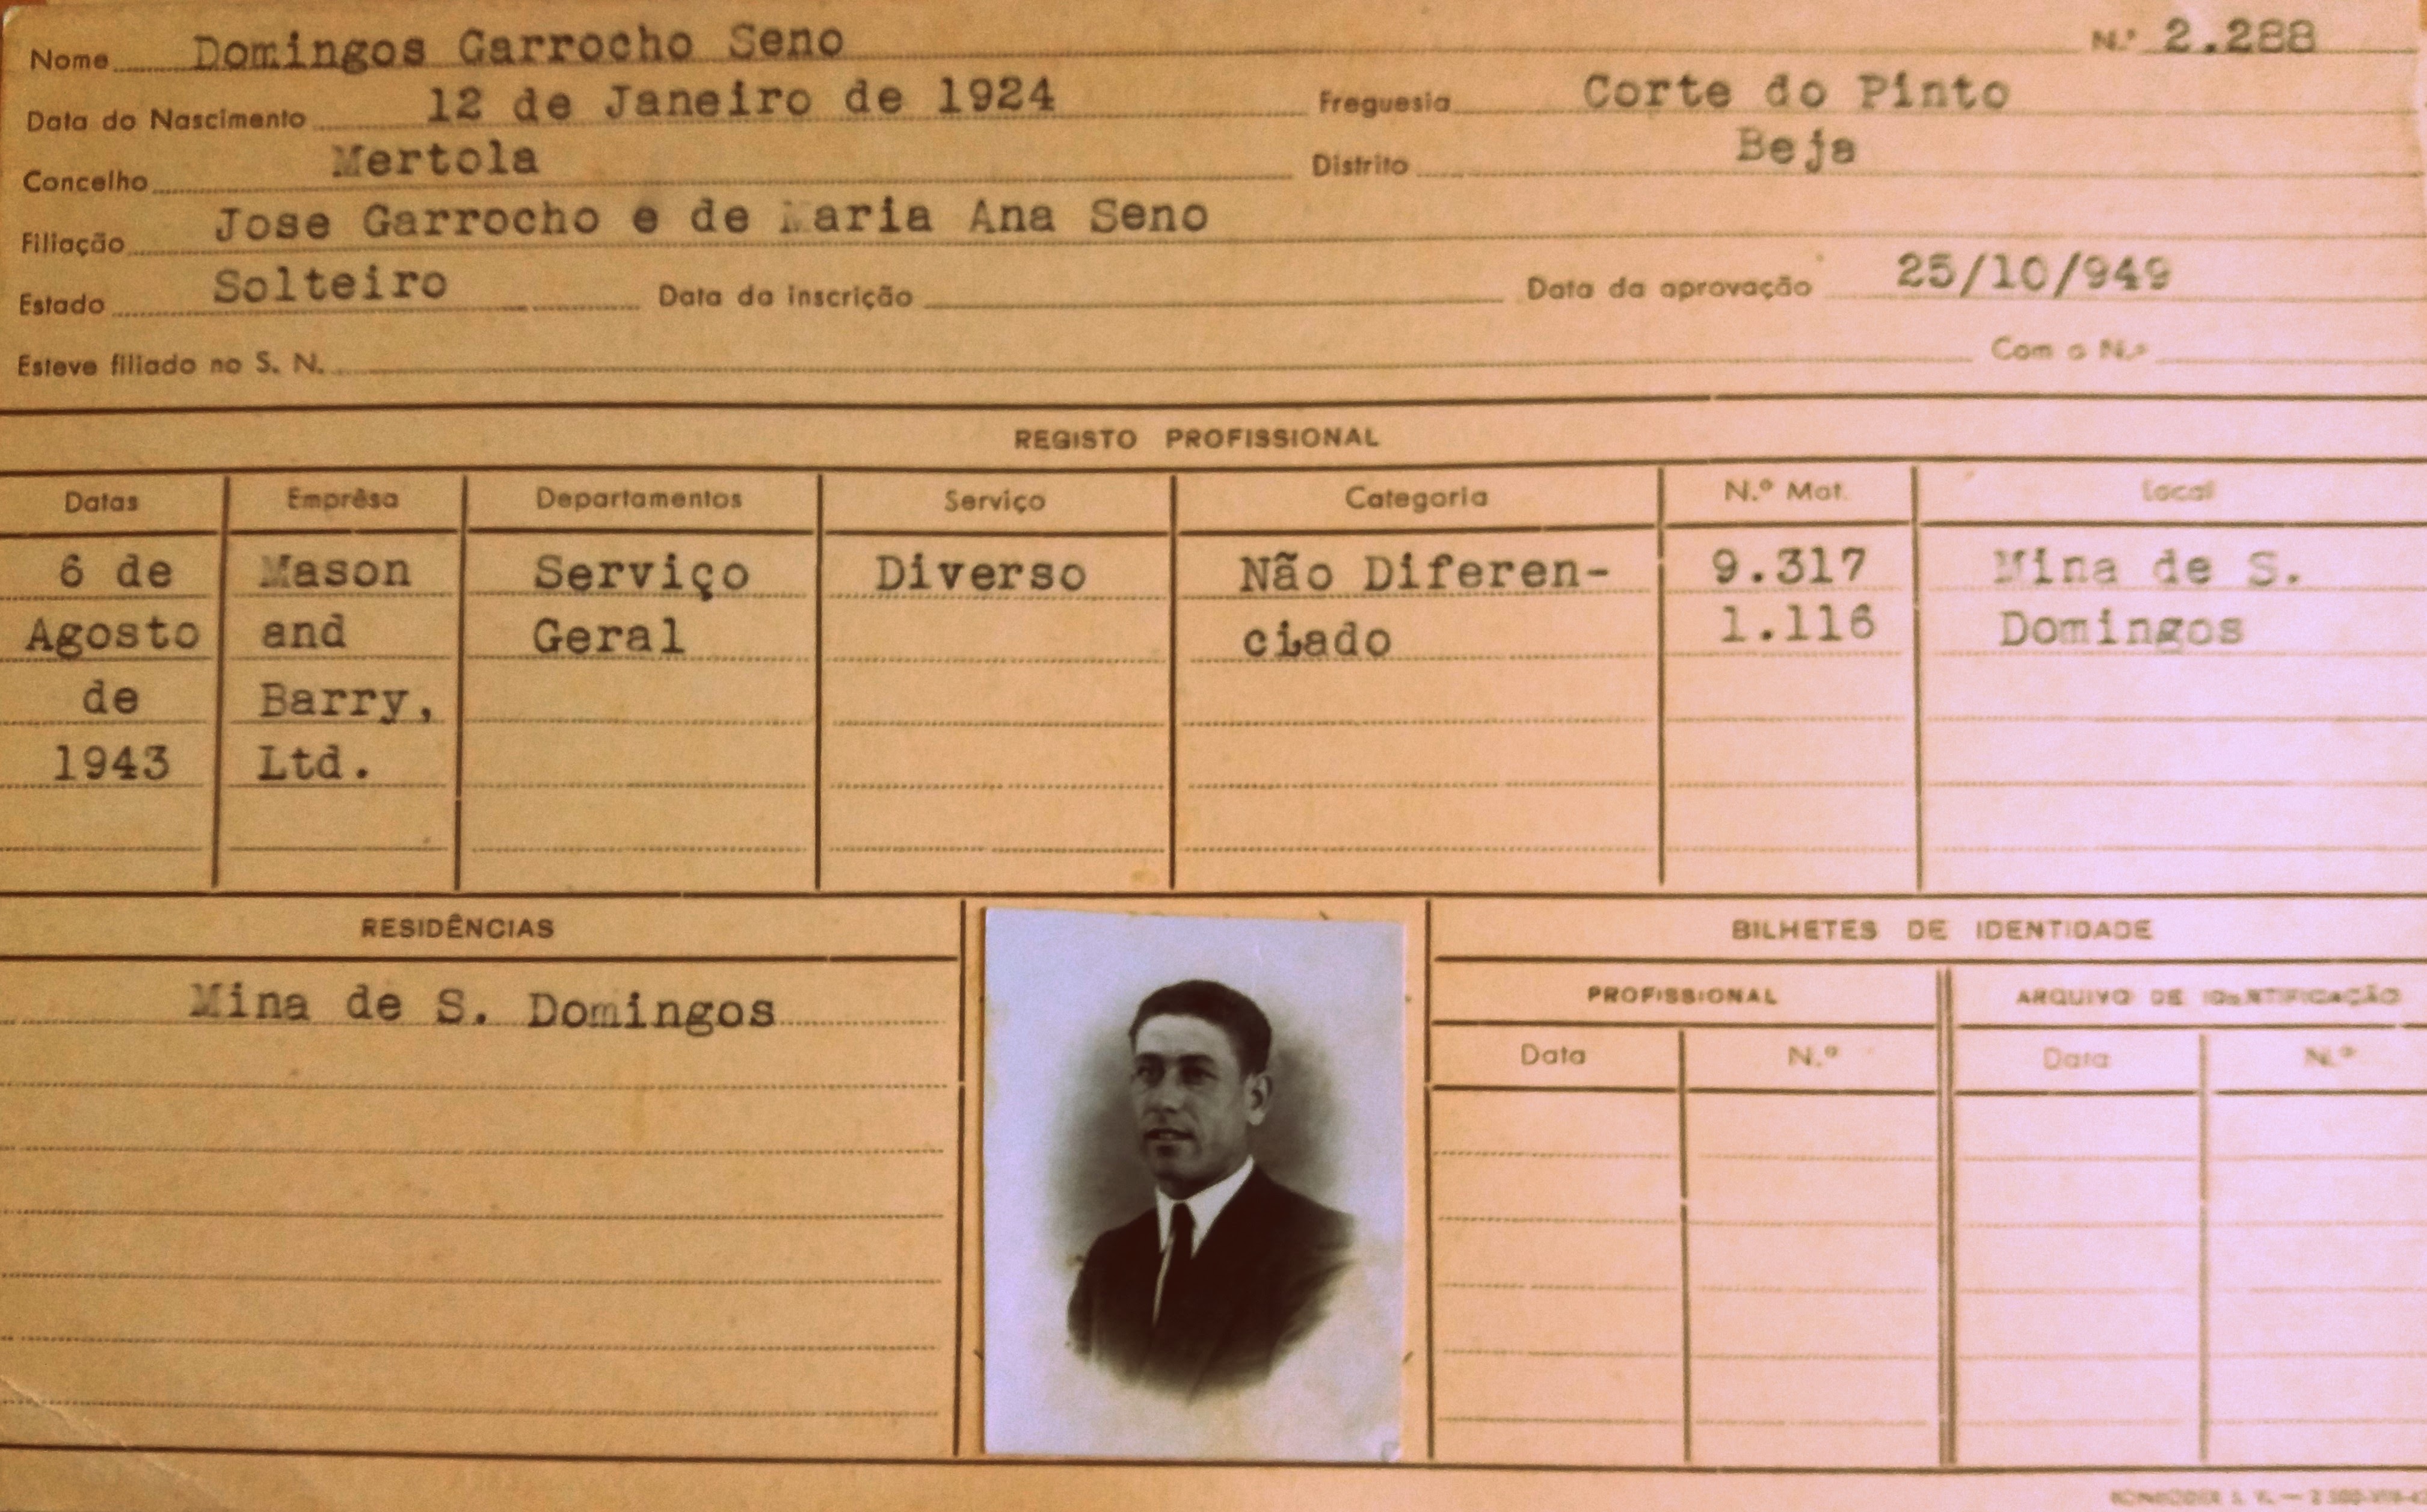 Nome Domingos Garrocho Seno N.º 2.288
Data do Nascimento 12 de Janeiro de 1924 Freguesia Corte do Pinto
Concelho Mertola Distrito Beja
Filiação Jose Garrocho e de Maria Ana Seno
Estado Solteiro Data da inscrição Data da aprovação 25/10/949
Esteve filiado no S. N. Com o N.º
REGISTO PROFISSIONAL
Datas Emprêsa Departamentos Serviço Categoria N.º Mat. Local
6 de Mason Serviço Diverso Não Diferen- 9.317 Mina de S.
Agosto and Geral ciado 1.116 Domingos
de Barry,
1943 Ltd.
RESIDÊNCIAS BILHETES DE IDENTIDADE
Mina de S. Domingos PROFISSIONAL ARQUIVO DE IDENTIFICAÇÃO
Data N.º Data N.º